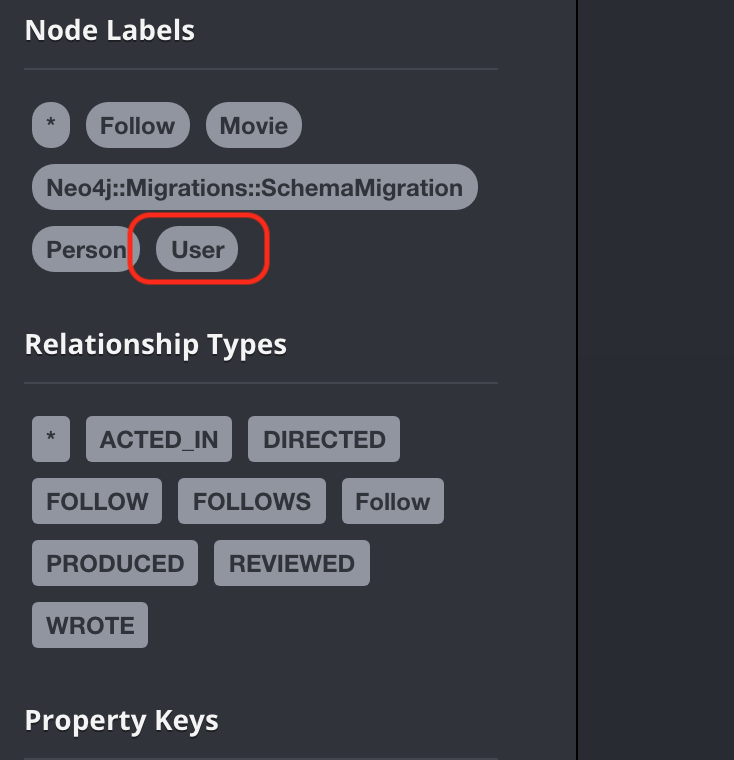 Node Labels
* Follow Movie
Neo4j::Migrations::SchemaMigration
Person User
Relationship Types
* ACTED_IN DIRECTED
FOLLOW FOLLOWS Follow
PRODUCED REVIEWED
WROTE
Property Keys